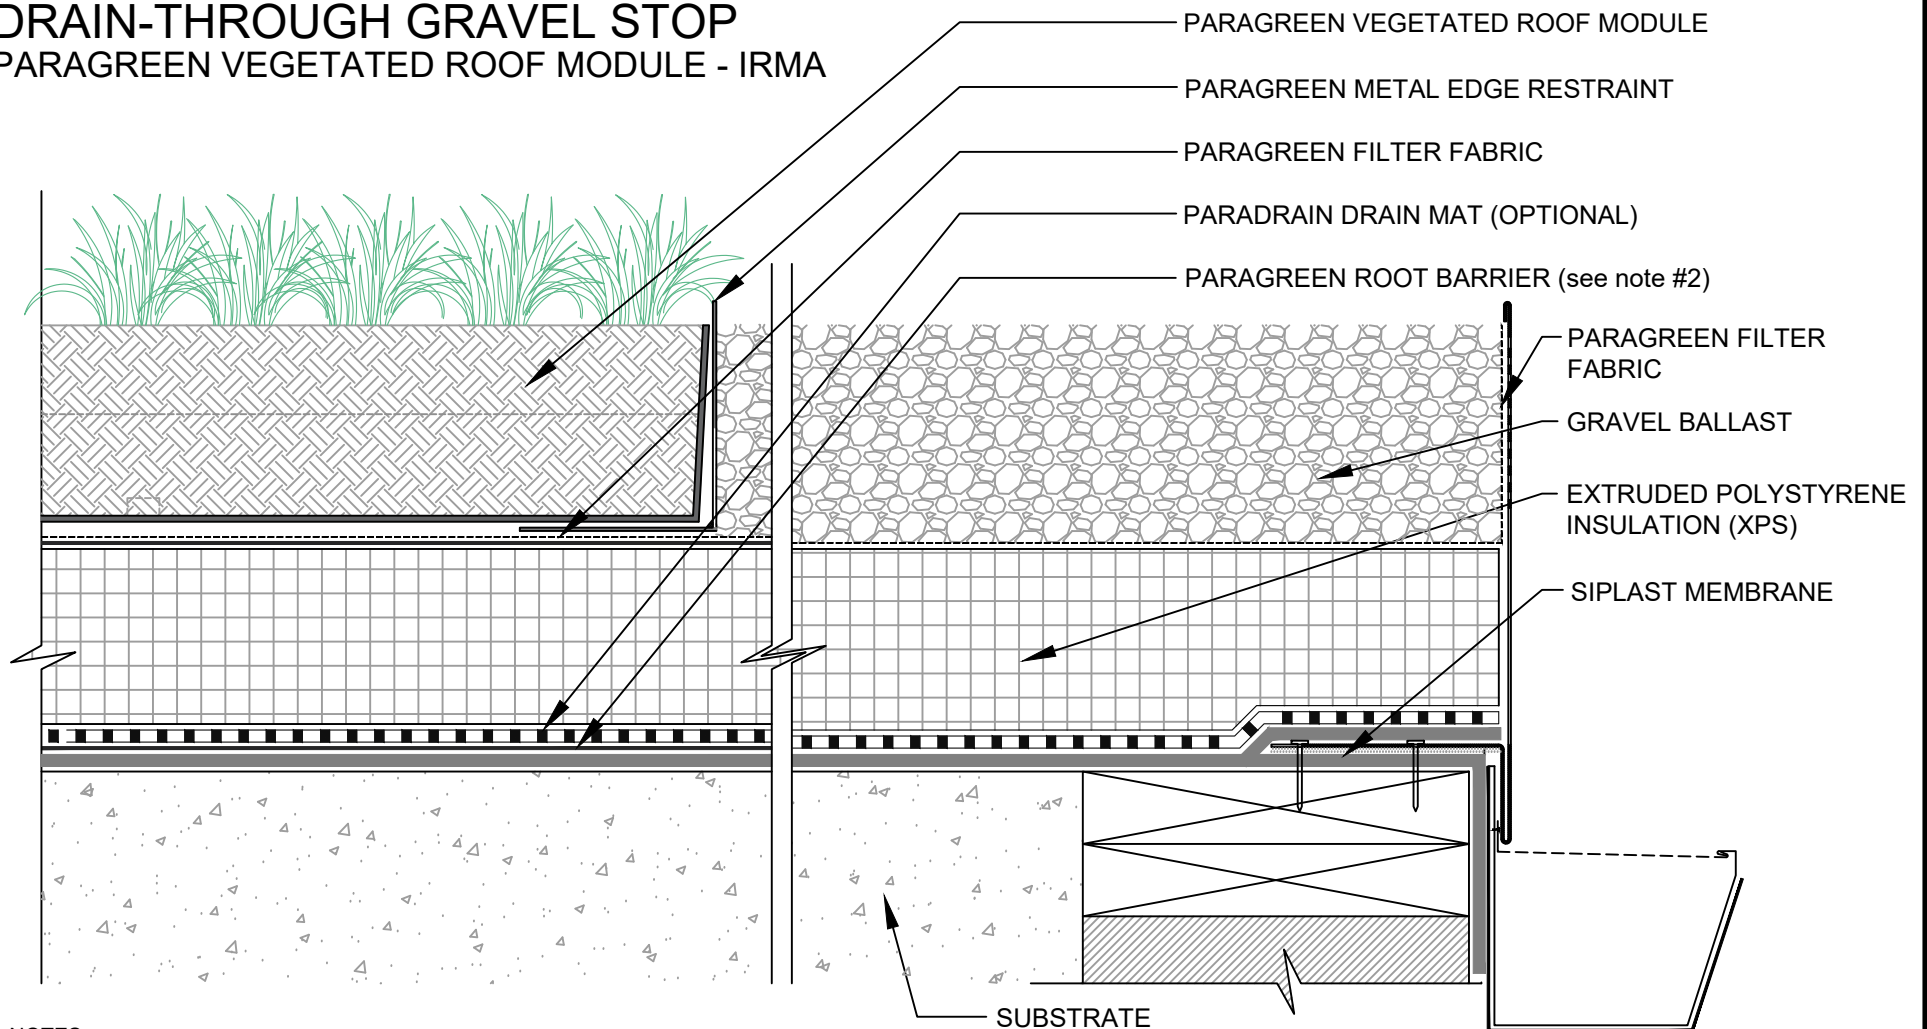 DRAIN-THROUGH GRAVEL STOP
PARAGREEN VEGETATED ROOF MODULE - IRMA
PARAGREEN VEGETATED ROOF MODULE
PARAGREEN METAL EDGE RESTRAINT
PARAGREEN FILTER FABRIC
PARADRAIN DRAIN MAT (OPTIONAL)
PARAGREEN ROOT BARRIER (see note #2)
PARAGREEN FILTER
FABRIC
GRAVEL BALLAST
EXTRUDED POLYSTYRENE
INSULATION (XPS)
SIPLAST MEMBRANE
SUBSTRATE